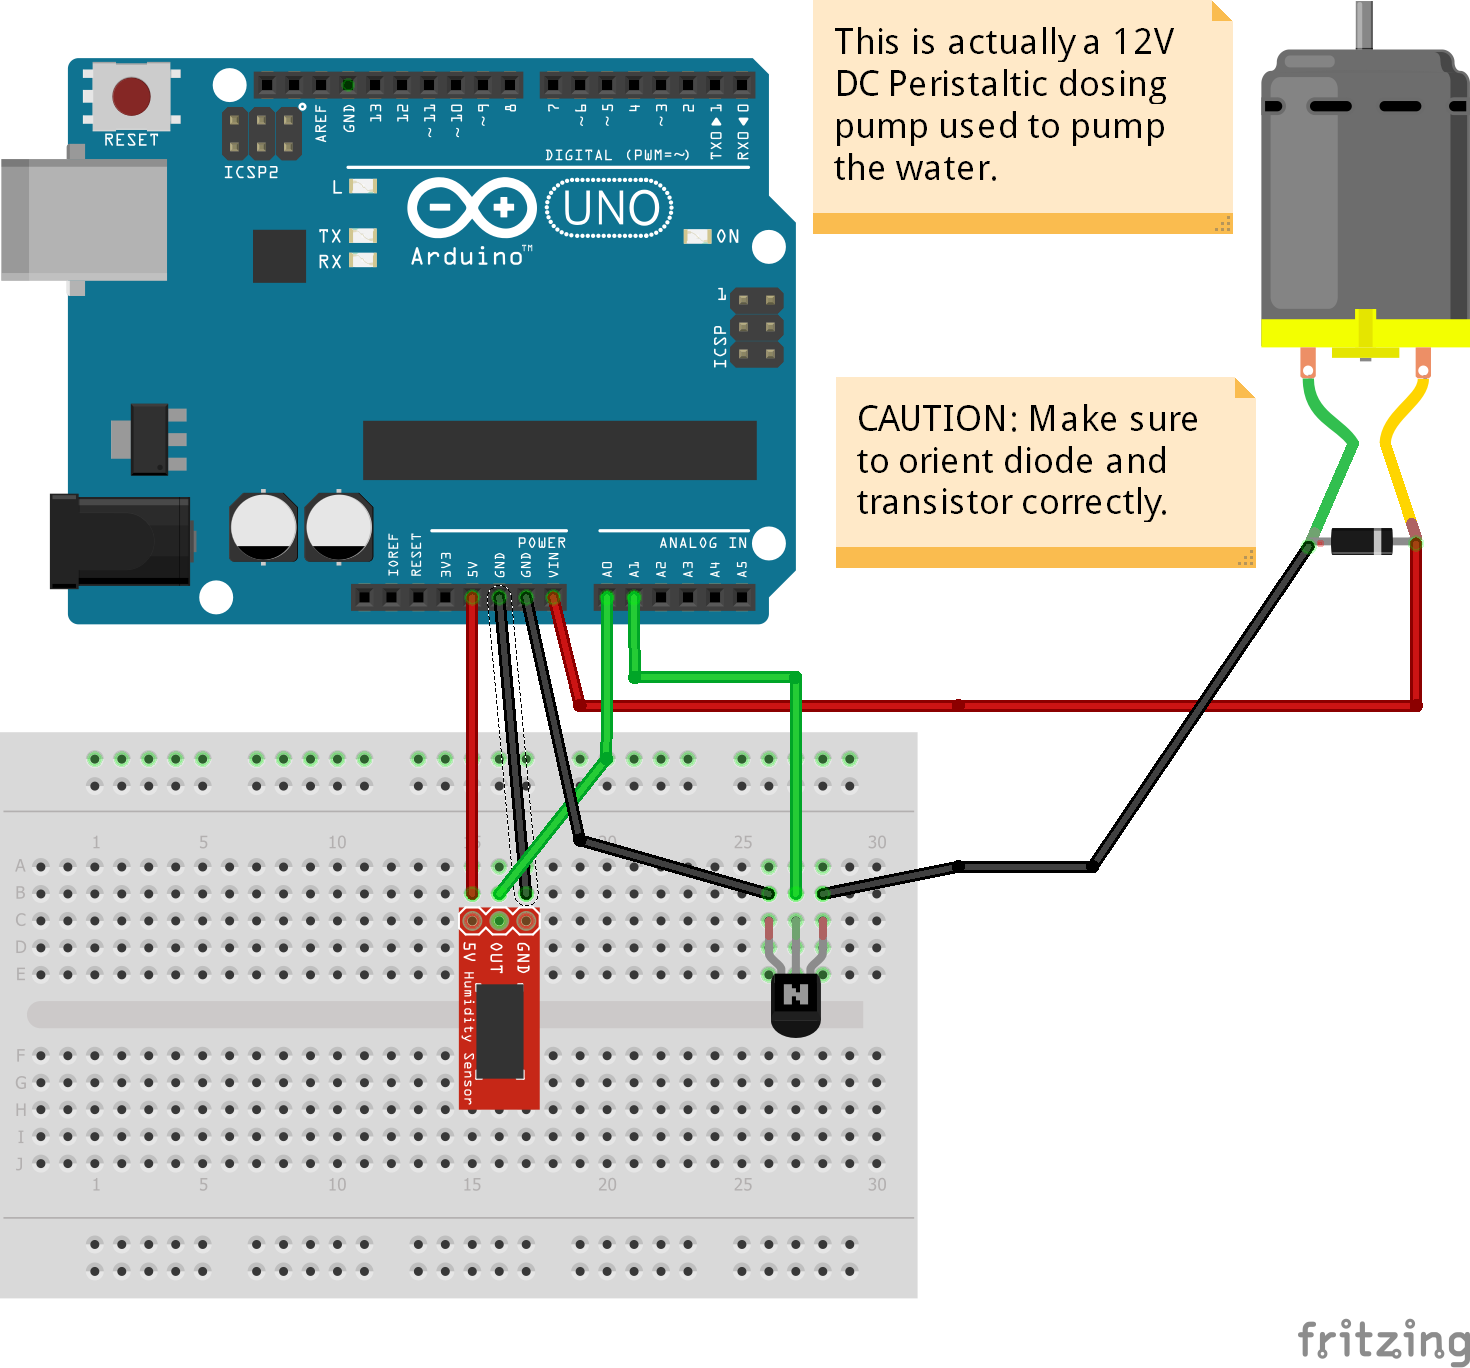 This is actually a 12V
DC Peristaltic dosing
pump used to pump
the water.
CAUTION: Make sure
to orient diode and
transistor correctly.
RESET
ICSP2
AREF
GND
13
12
~11
~10
~9
8
7
~6
~5
4
~3
2
TX0▶1
RX0◀0
DIGITAL (PWM=~)
L
TX
RX
UNO
Arduino™
ON
1
ICSP
POWER
ANALOG IN
IOREF
RESET
3V3
5V
GND
GND
VIN
A0
A1
A2
A3
A4
A5
1 5 10 15 20 25 30
A
B
C
D
E
5V
OUT
GND
Humidity Sensor
N
F
G
H
I
J
1 5 10 15 20 25 30
fritzing